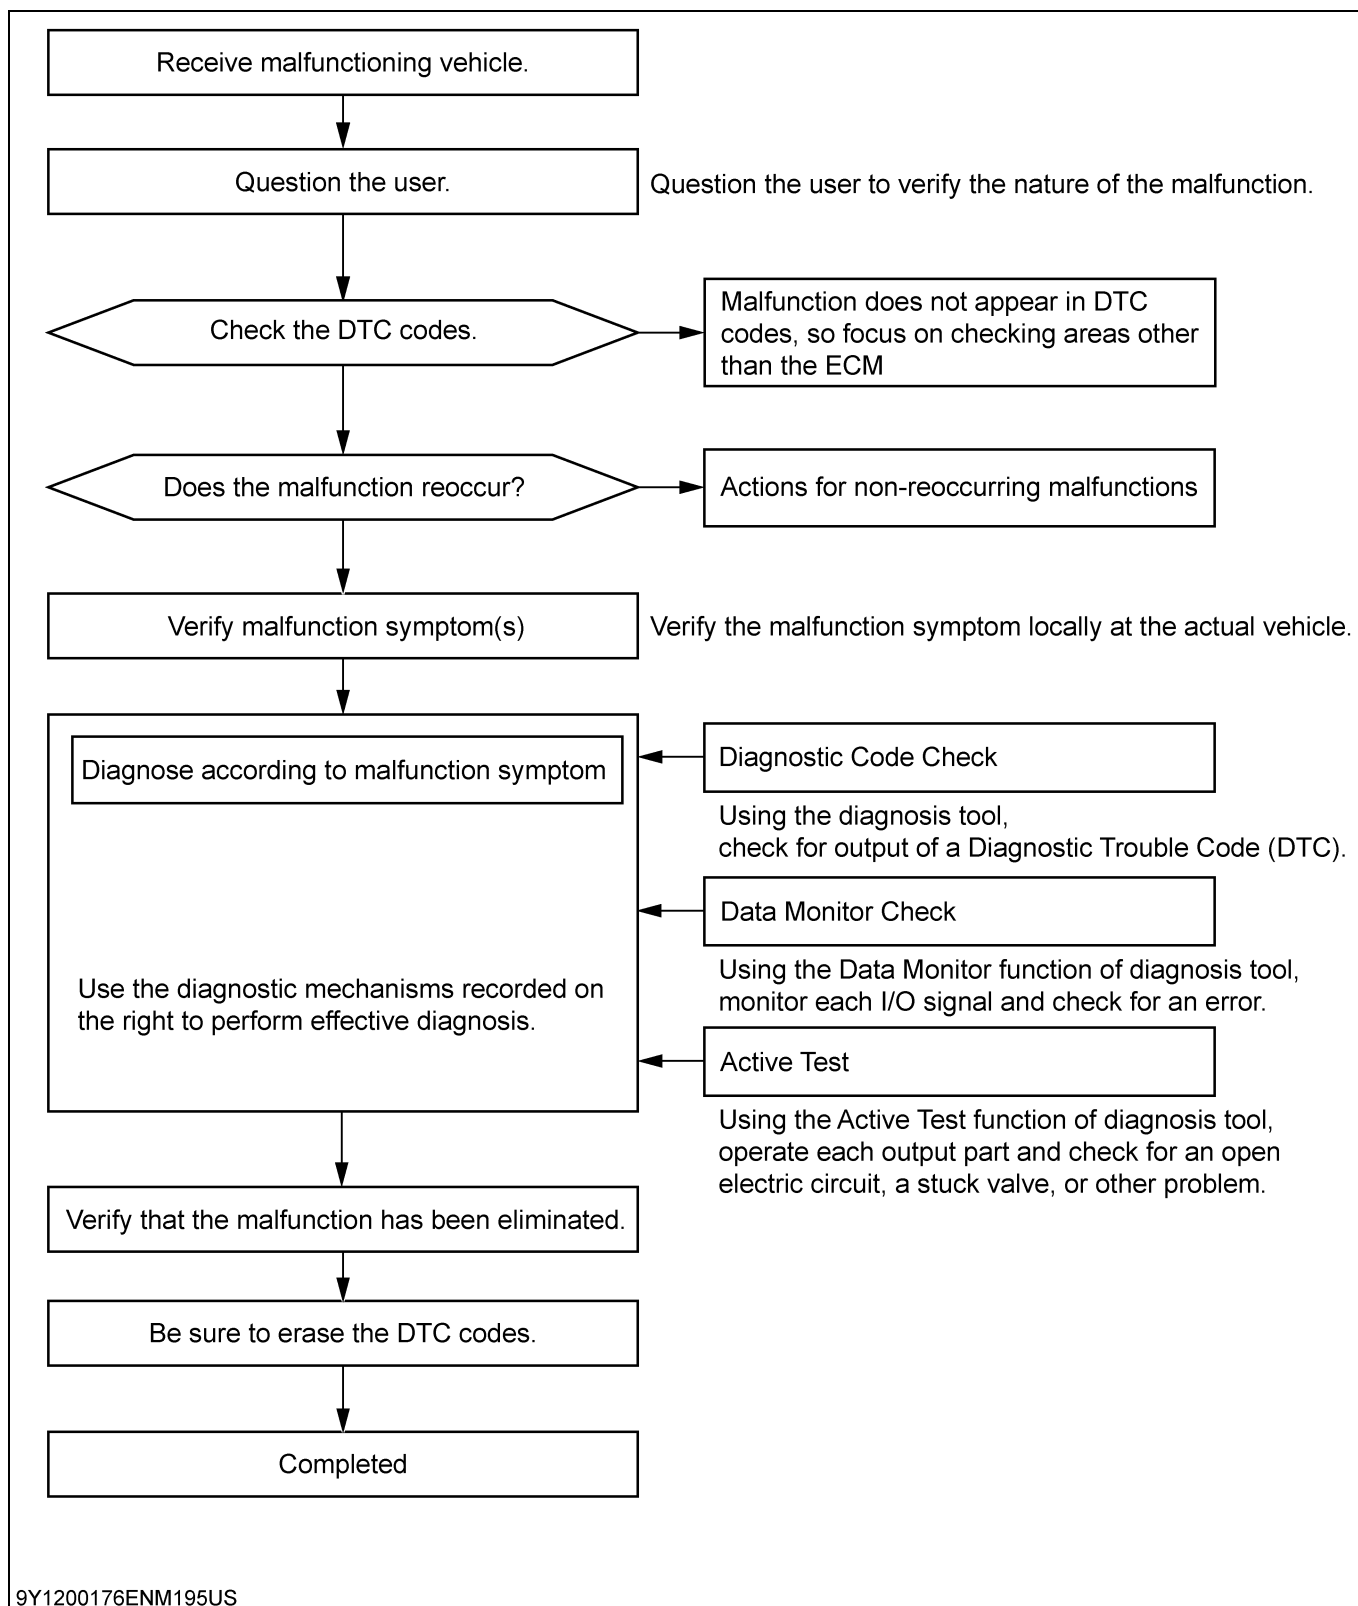 Receive malfunctioning vehicle.
Question the user.
Question the user to verify the nature of the malfunction.
Check the DTC codes.
Malfunction does not appear in DTC
codes, so focus on checking areas other
than the ECM
Does the malfunction reoccur?
Actions for non-reoccurring malfunctions
Verify malfunction symptom(s)
Verify the malfunction symptom locally at the actual vehicle.
Diagnose according to malfunction symptom
Use the diagnostic mechanisms recorded on
the right to perform effective diagnosis.
Diagnostic Code Check
Using the diagnosis tool,
check for output of a Diagnostic Trouble Code (DTC).
Data Monitor Check
Using the Data Monitor function of diagnosis tool,
monitor each I/O signal and check for an error.
Active Test
Using the Active Test function of diagnosis tool,
operate each output part and check for an open
electric circuit, a stuck valve, or other problem.
Verify that the malfunction has been eliminated.
Be sure to erase the DTC codes.
Completed
9Y1200176ENM195US